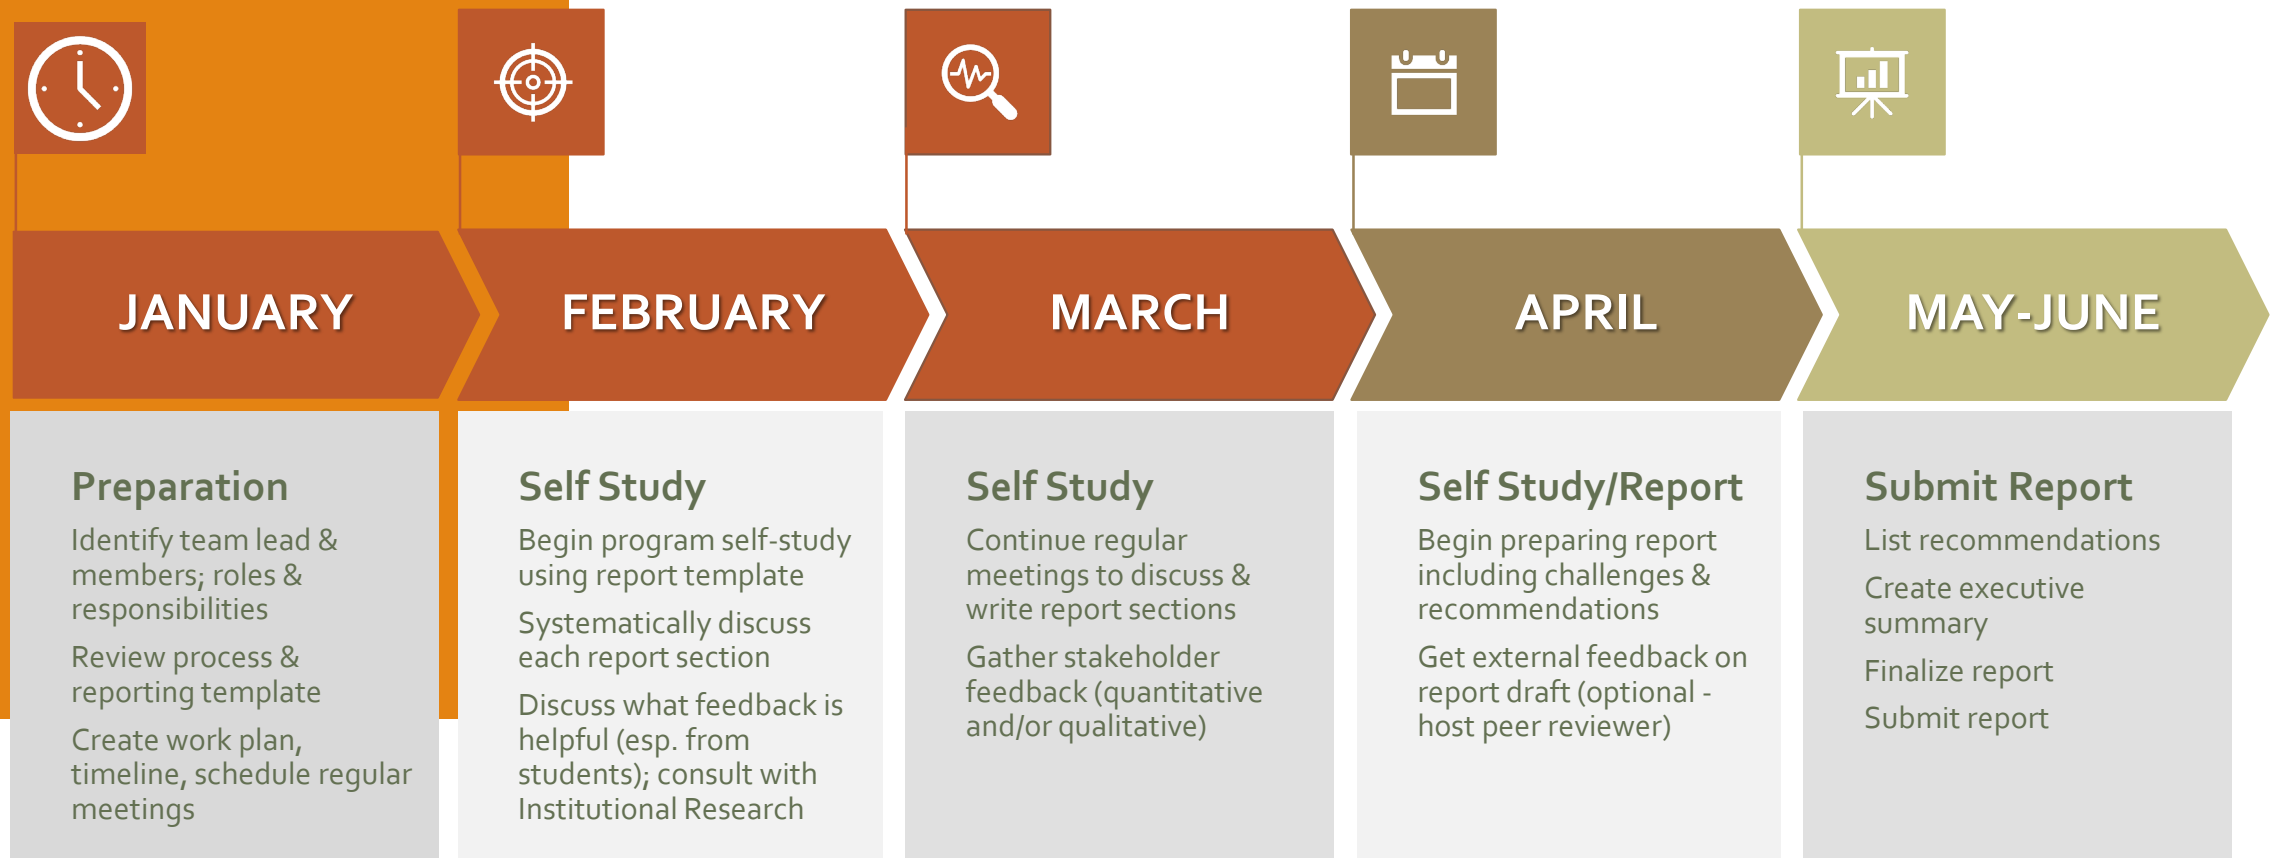 JANUARY
FEBRUARY
MARCH
APRIL
MAY-JUNE
Preparation
Identify team lead &
members; roles &
responsibilities
Review process &
reporting template
Create work plan,
timeline, schedule regular
meetings
Self Study
Begin program self-study
using report template
Systematically discuss
each report section
Discuss what feedback is
helpful (esp. from
students); consult with
Institutional Research
Self Study
Continue regular
meetings to discuss &
write report sections
Gather stakeholder
feedback (quantitative
and/or qualitative)
Self Study/Report
Begin preparing report
including challenges &
recommendations
Get external feedback on
report draft (optional -
host peer reviewer)
Submit Report
List recommendations
Create executive
summary
Finalize report
Submit report